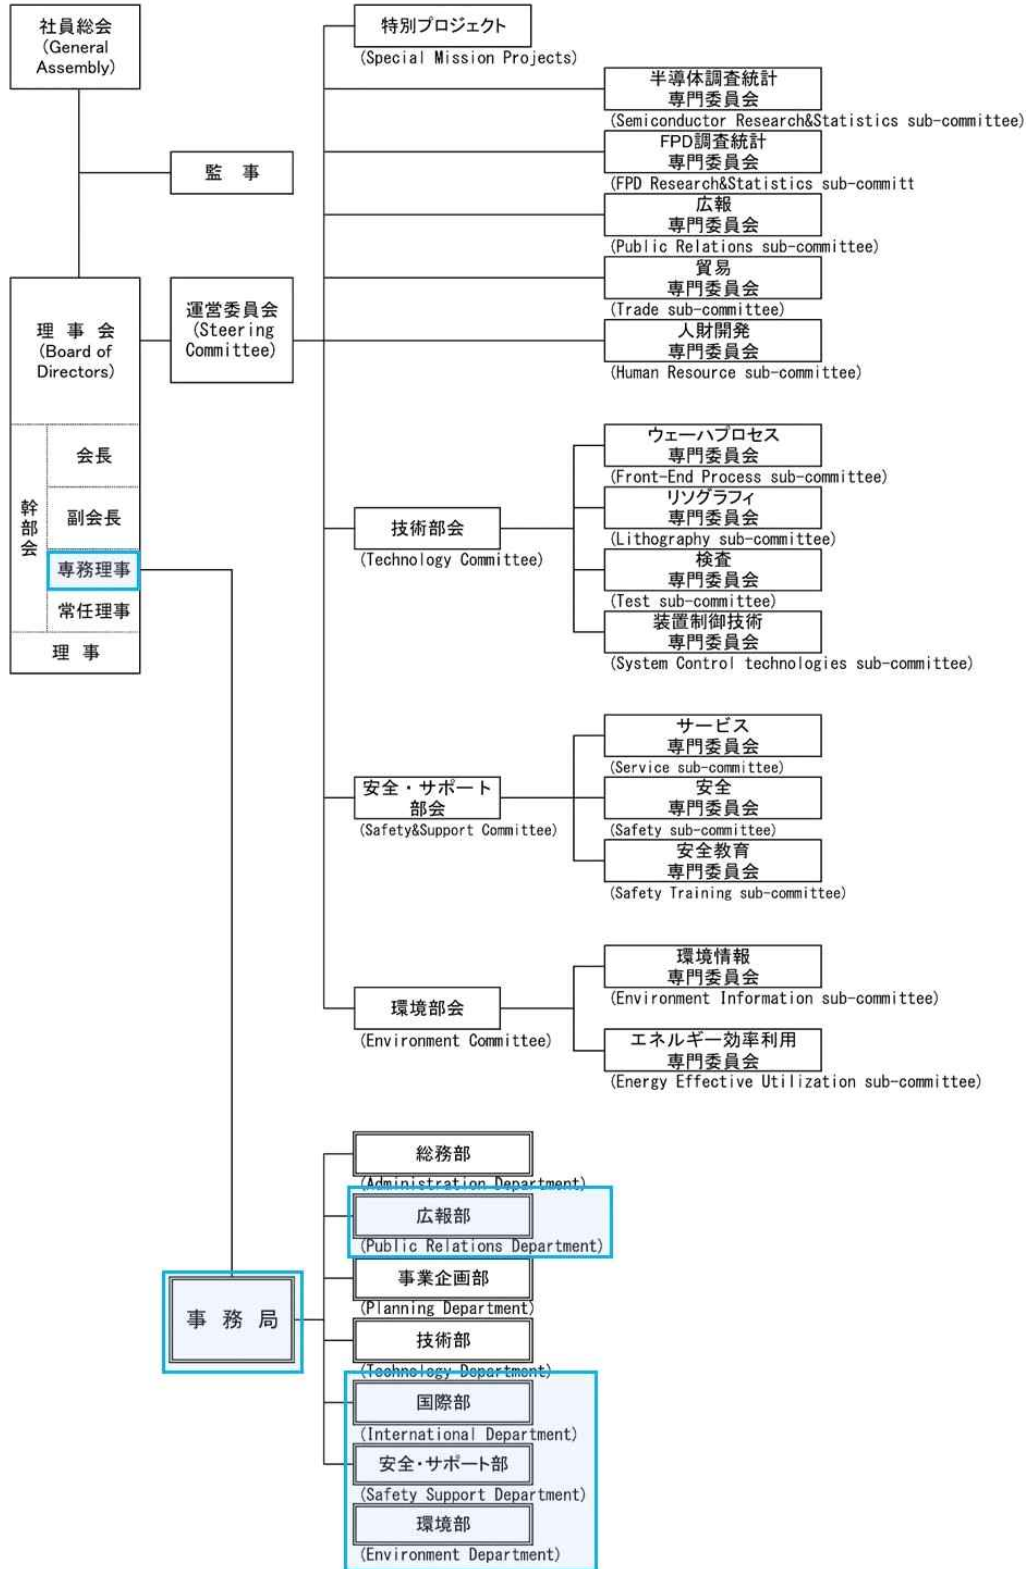 社員総会
(General
Assembly)
監　事
理 事 会
(Board of
Directors)
幹部会
会長
副会長
専務理事
常任理事
理 事
運営委員会
(Steering
Committee)
特別プロジェクト
(Special Mission Projects)
半導体調査統計
専門委員会
(Semiconductor Research&Statistics sub-committee)
FPD調査統計
専門委員会
(FPD Research&Statistics sub-committ
広報
専門委員会
(Public Relations sub-committee)
貿易
専門委員会
(Trade sub-committee)
人財開発
専門委員会
(Human Resource sub-committee)
技術部会
(Technology Committee)
ウェーハプロセス
専門委員会
(Front-End Process sub-committee)
リソグラフィ
専門委員会
(Lithography sub-committee)
検査
専門委員会
(Test sub-committee)
装置制御技術
専門委員会
(System Control technologies sub-committee)
安全・サポート
部会
(Safety&Support Committee)
サービス
専門委員会
(Service sub-committee)
安全
専門委員会
(Safety sub-committee)
安全教育
専門委員会
(Safety Training sub-committee)
環境部会
(Environment Committee)
環境情報
専門委員会
(Environment Information sub-committee)
エネルギー効率利用
専門委員会
(Energy Effective Utilization sub-committee)
事 務 局
総務部
(Administration Department)
広報部
(Public Relations Department)
事業企画部
(Planning Department)
技術部
(Technology Department)
国際部
(International Department)
安全・サポート部
(Safety Support Department)
環境部
(Environment Department)